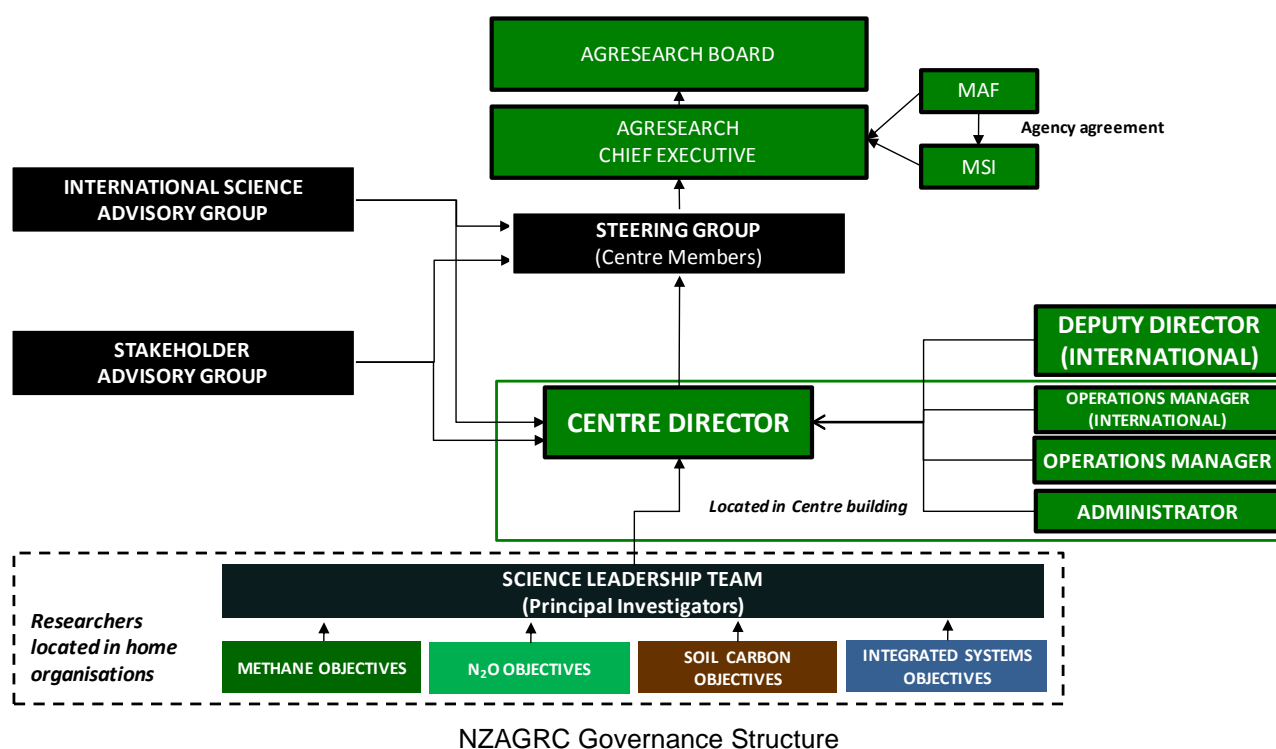 AGRESEARCH BOARD
MAF
Agency agreement
AGRESEARCH
CHIEF EXECUTIVE
MSI
INTERNATIONAL SCIENCE
ADVISORY GROUP
STEERING GROUP
(Centre Members)
STAKEHOLDER
ADVISORY GROUP
DEPUTY DIRECTOR
(INTERNATIONAL)
CENTRE DIRECTOR
OPERATIONS MANAGER
(INTERNATIONAL)
OPERATIONS MANAGER
Located in Centre building
ADMINISTRATOR
SCIENCE LEADERSHIP TEAM
(Principal Investigators)
Researchers
located in home
organisations
METHANE OBJECTIVES
N₂O OBJECTIVES
SOIL CARBON
OBJECTIVES
INTEGRATED SYSTEMS
OBJECTIVES
NZAGRC Governance Structure